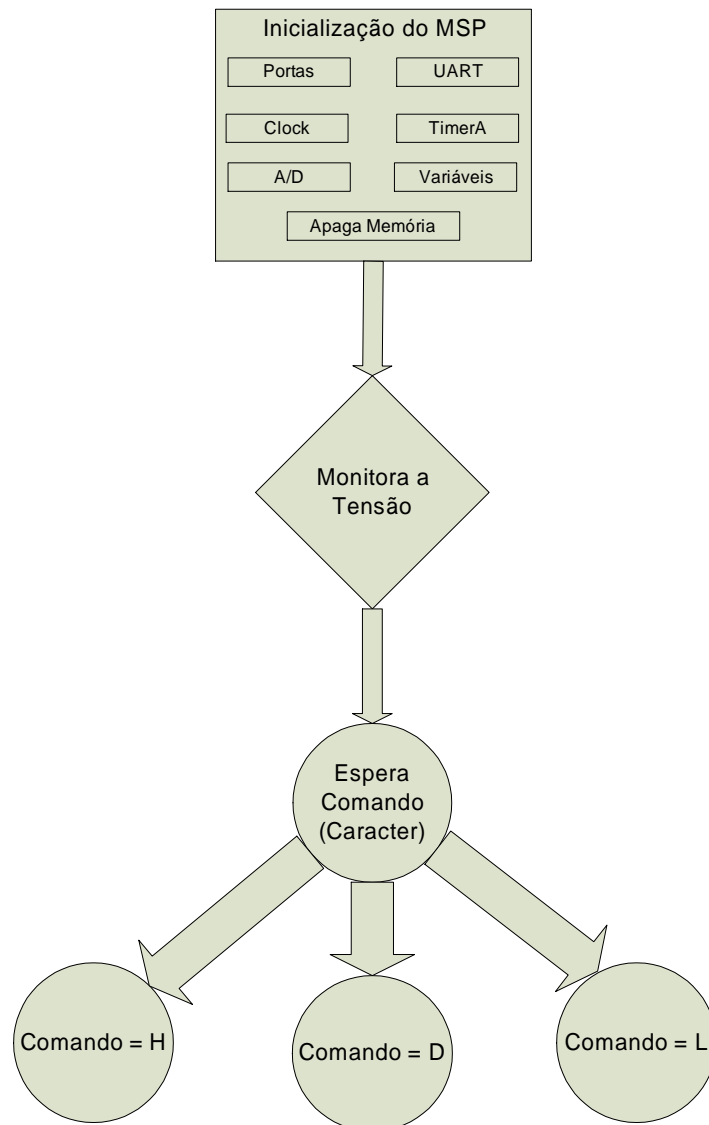 Inicialização do MSP
Portas
UART
Clock
TimerA
A/D
Variáveis
Apaga Memória
Monitora a
Tensão
Espera
Comando
(Caracter)
Comando = H
Comando = D
Comando = L